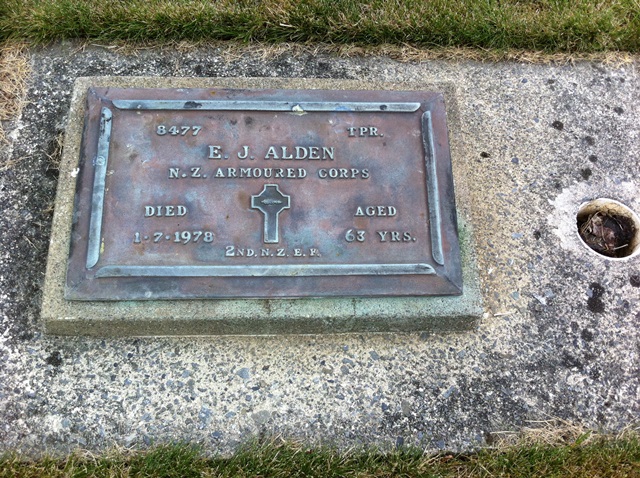 8477 TPR.
E. J. ALDEN
N.Z. ARMOURED CORPS
DIED AGED
1·7·1978 63 YRS.
2ND. N.Z. E. F.